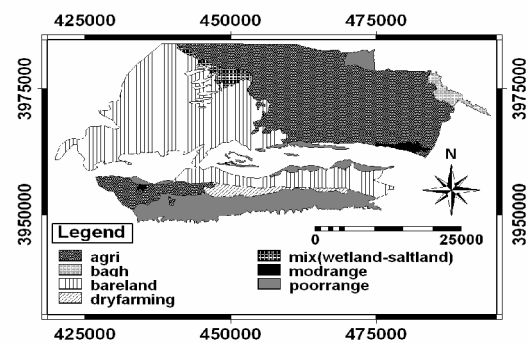 425000 450000 475000
3975000 3975000
N
3950000 3950000
0 25000
Legend
agri mix(wetland-saltland)
bagh modrange
bareland poorrange
dryfarming
425000 450000 475000